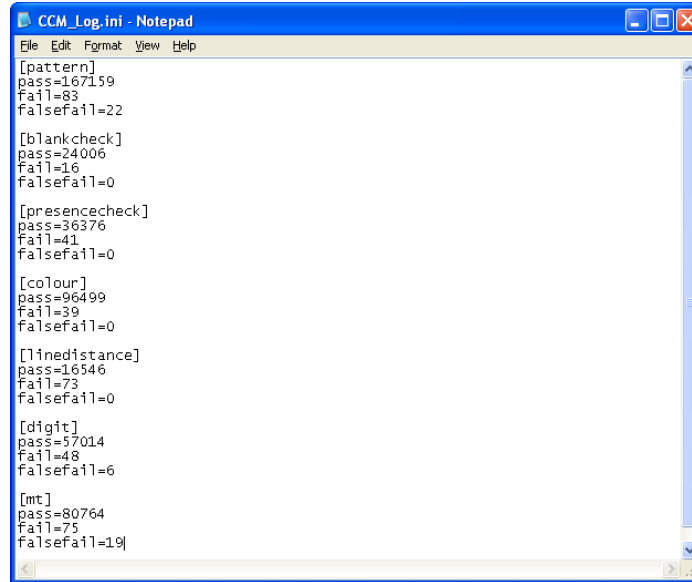 CCM_Log.ini - Notepad
File Edit Format View Help
[pattern]
pass=167159
fail=83
falsefail=22
[blankcheck]
pass=24006
fail=16
falsefail=0
[presencecheck]
pass=36376
fail=41
falsefail=0
[colour]
pass=96499
fail=39
falsefail=0
[linedistance]
pass=16546
fail=73
falsefail=0
[digit]
pass=57014
fail=48
falsefail=6
[mt]
pass=80764
fail=75
falsefail=19